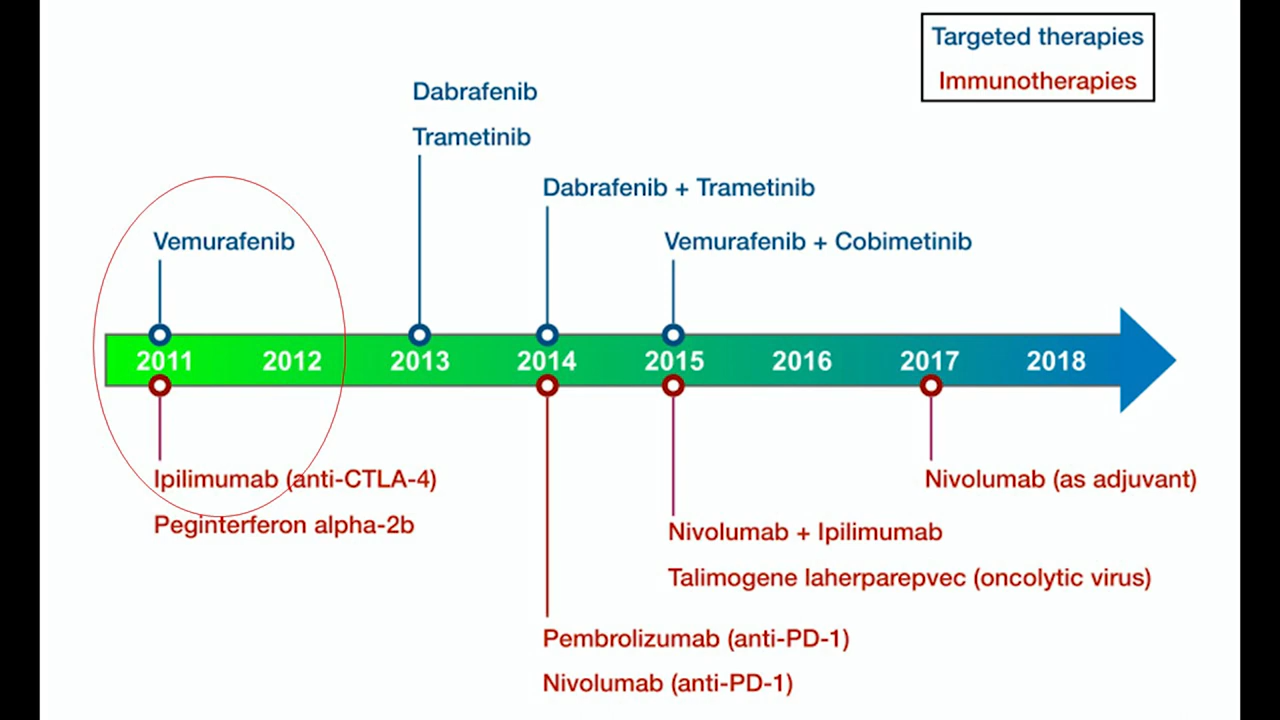 Targeted therapies
Immunotherapies
Dabrafenib
Trametinib
Dabrafenib + Trametinib
Vemurafenib
Vemurafenib + Cobimetinib
2011 2012 2013 2014 2015 2016 2017 2018
Ipilimumab (anti-CTLA-4)
Peginterferon alpha-2b
Nivolumab (as adjuvant)
Nivolumab + Ipilimumab
Talimogene laherparepvec (oncolytic virus)
Pembrolizumab (anti-PD-1)
Nivolumab (anti-PD-1)